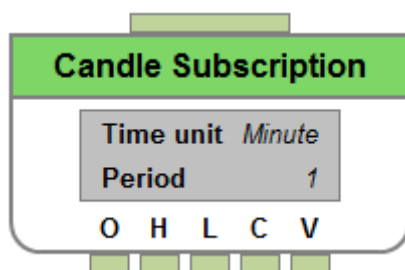 Candle Subscription
Time unit Minute
Period 1
O H L C V